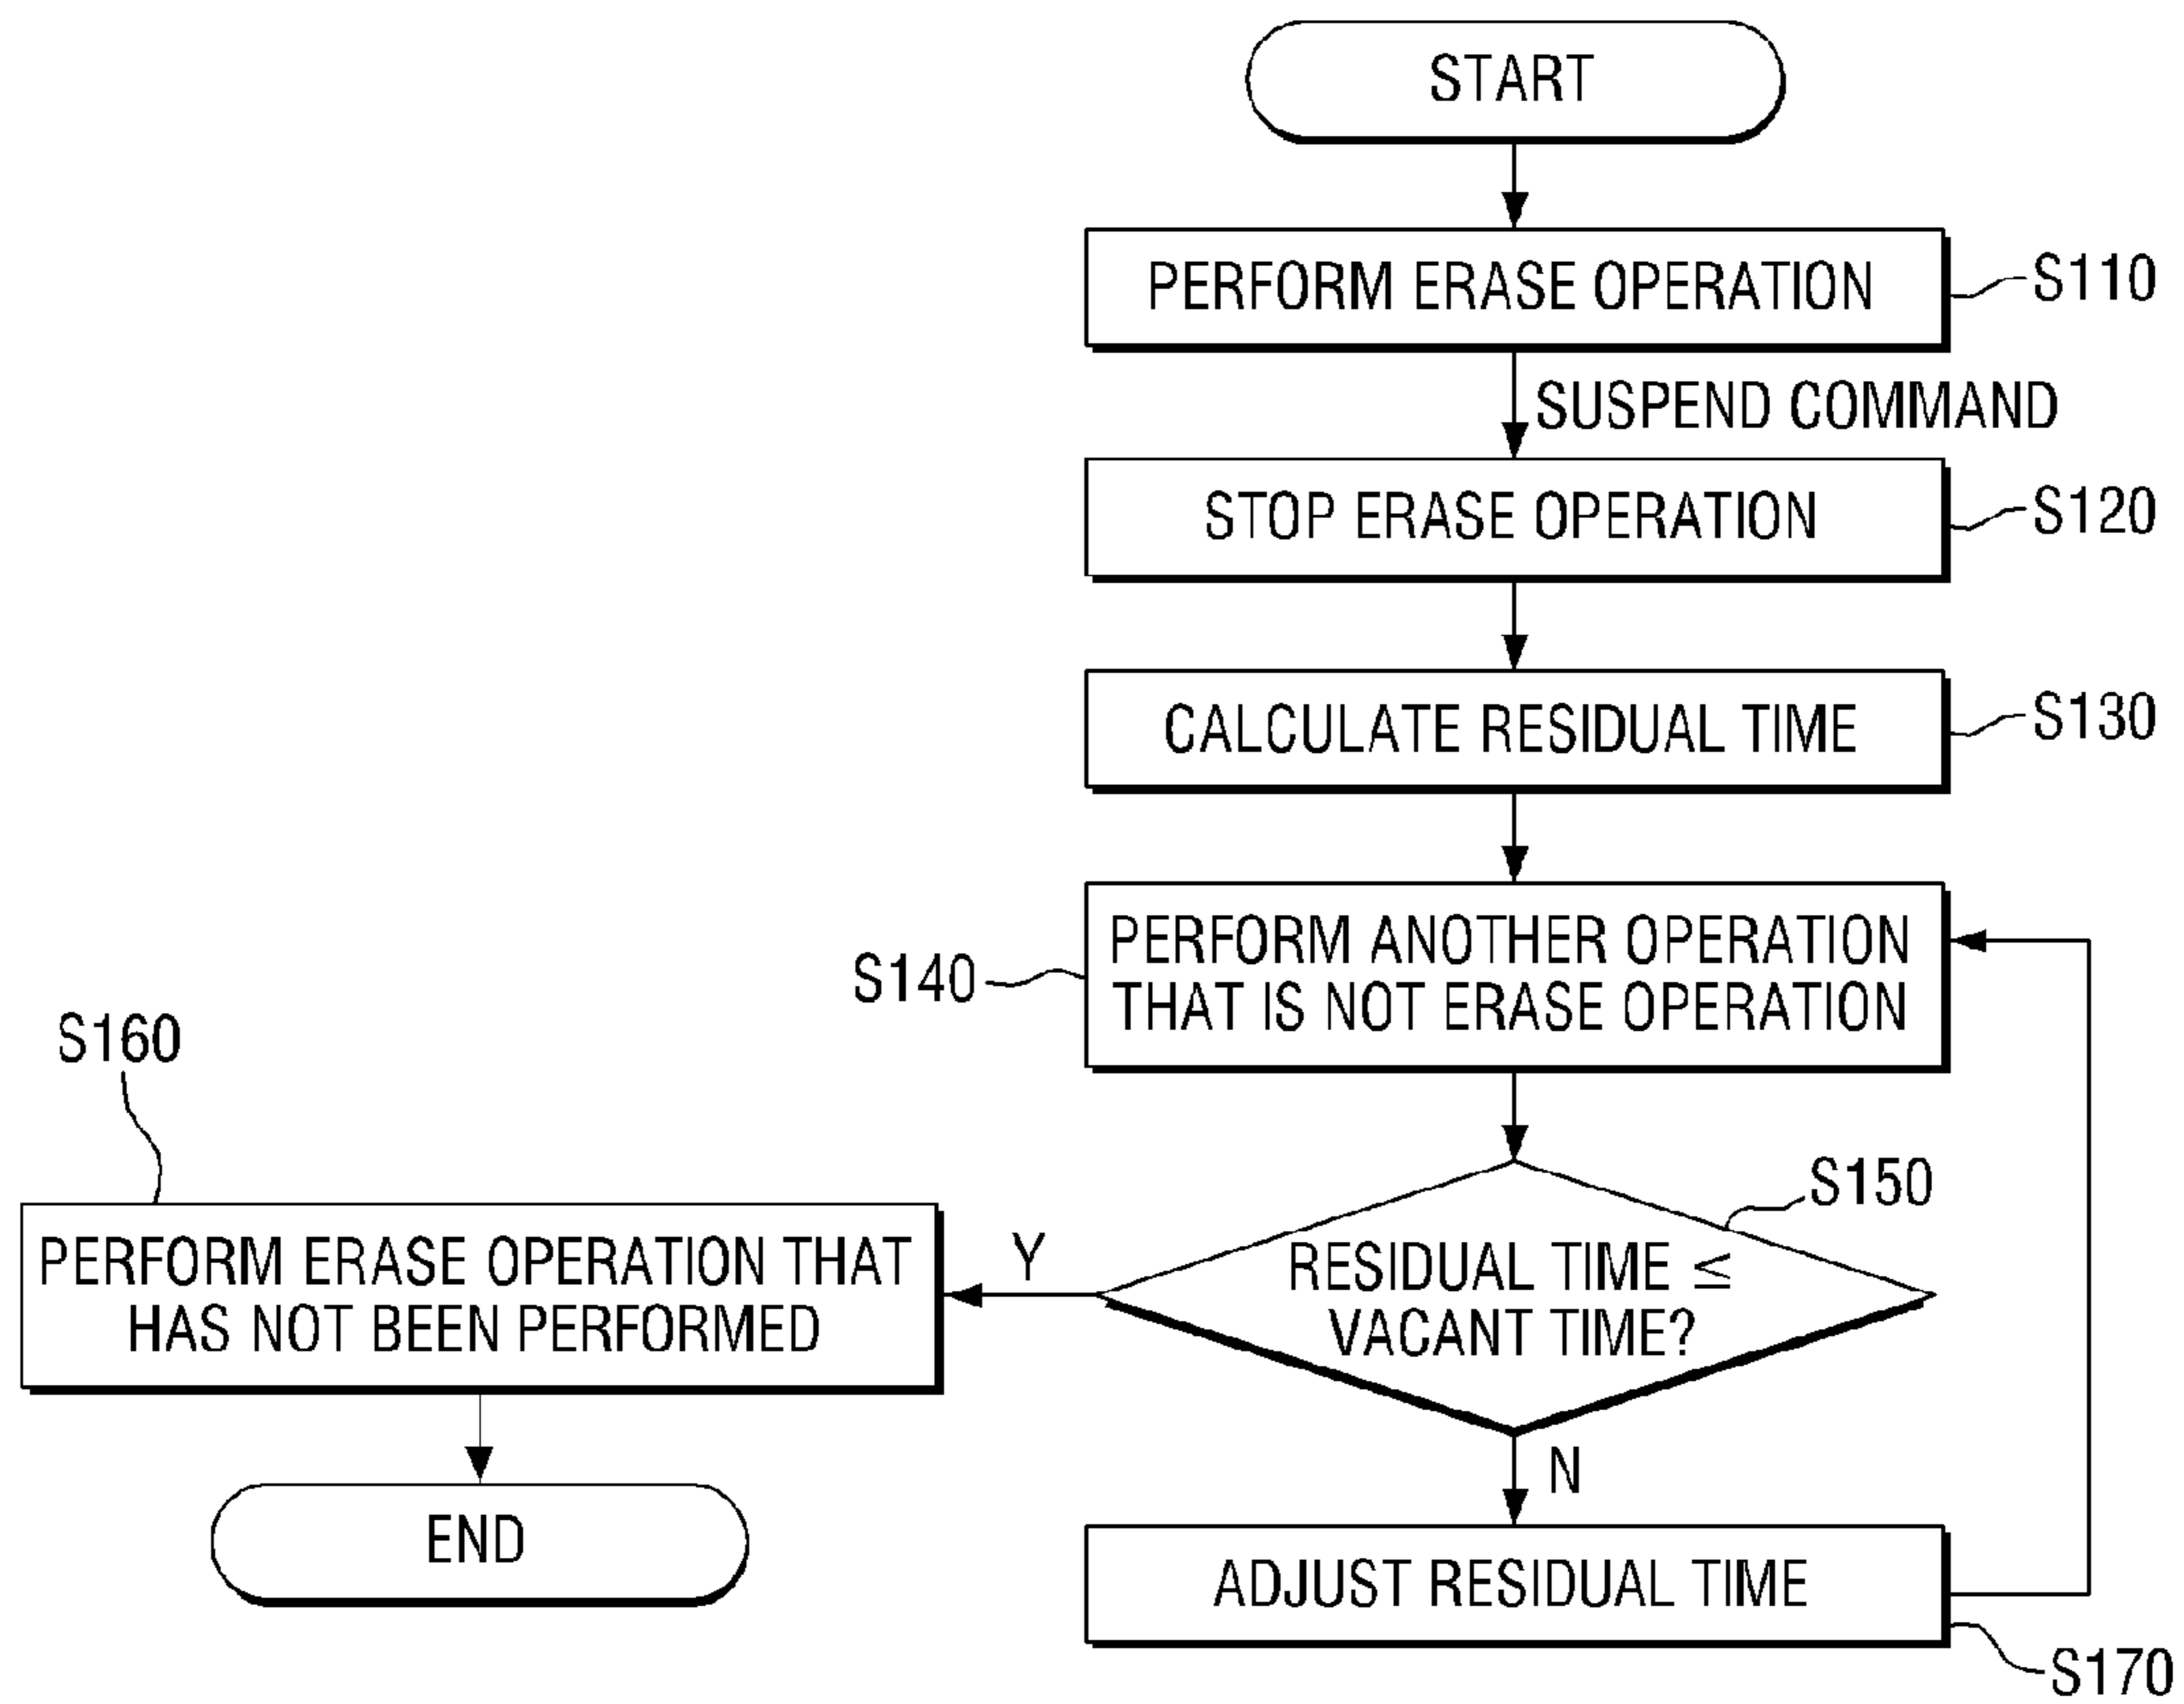 START
PERFORM ERASE OPERATION
S110
SUSPEND COMMAND
STOP ERASE OPERATION
S120
CALCULATE RESIDUAL TIME
S130
PERFORM ANOTHER OPERATION
THAT IS NOT ERASE OPERATION
S140
S150
RESIDUAL TIME ≤
VACANT TIME?
Y
S160
PERFORM ERASE OPERATION THAT
HAS NOT BEEN PERFORMED
END
N
ADJUST RESIDUAL TIME
S170